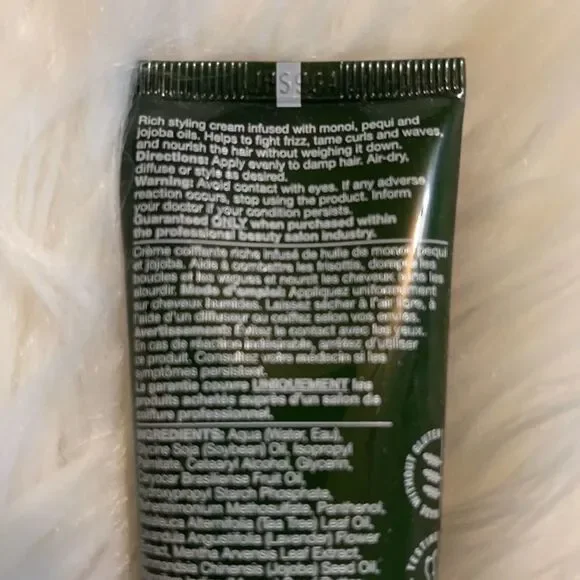 Rich styling cream infused with monoi, pequi and
jojoba oils. Helps to fight frizz, tame curls and waves,
and nourish the hair without weighing it down.
Directions: Apply evenly to damp hair. Air-dry,
diffuse or style as desired.
Warning: Avoid contact with eyes. If any adverse
reaction occurs, stop using the product. Inform
your doctor if your condition persists.
Guaranteed ONLY when purchased within
the professional beauty salon industry.
Crème coiffante riche infusé de huile de monoi, pequi
et jojoba. Aide à combattre les frisottis, dompte les
boucles et les vagues et nourrit les cheveux sans les
alourdir. Mode d'emploi: Appliquez uniformément
sur cheveux humides. Laissez sécher à l'air libre, à
l'aide d'un diffuseur ou coiffez selon vos envies.
Avertissement: Évitez le contact avec les yeux.
En cas de réaction indésirable, arrêtez d'utiliser
ce produit. Consultez votre médecin si les
symptômes persistent.
La garantie couvre UNIQUEMENT les
produits achetés auprès d'un salon de
coiffure professionnel.
INGREDIENTS: Aqua (Water, Eau),
Glycine Soja (Soybean) Oil, Isopropyl
Cetearyl Alcohol, Glycerin,
Brasiliense Fruit Oil,
Starch Phosphate,
Methosulfate, Panthenol,
Alternifolia (Tea Tree) Leaf Oil,
Angustifolia (Lavender) Flower
Extract, Mentha Arvensis Leaf Extract,
Chinensis (Jojoba) Seed Oil,
WITHOUT GLUTEN
TESTING